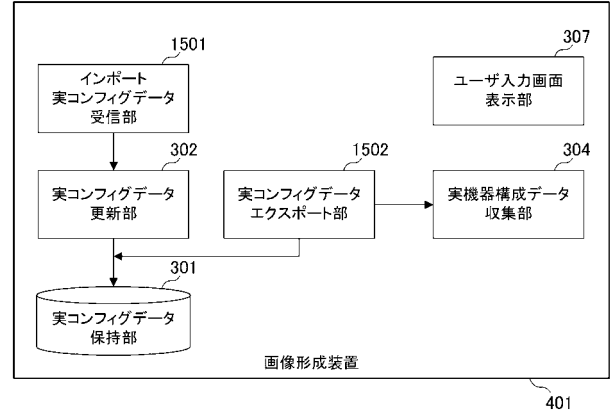 1501
インポート
実コンフィグデータ
受信部
307
ユーザ入力画面
表示部
302
実コンフィグデータ
更新部
1502
実コンフィグデータ
エクスポート部
304
実機器構成データ
収集部
301
実コンフィグデータ
保持部
画像形成装置
401